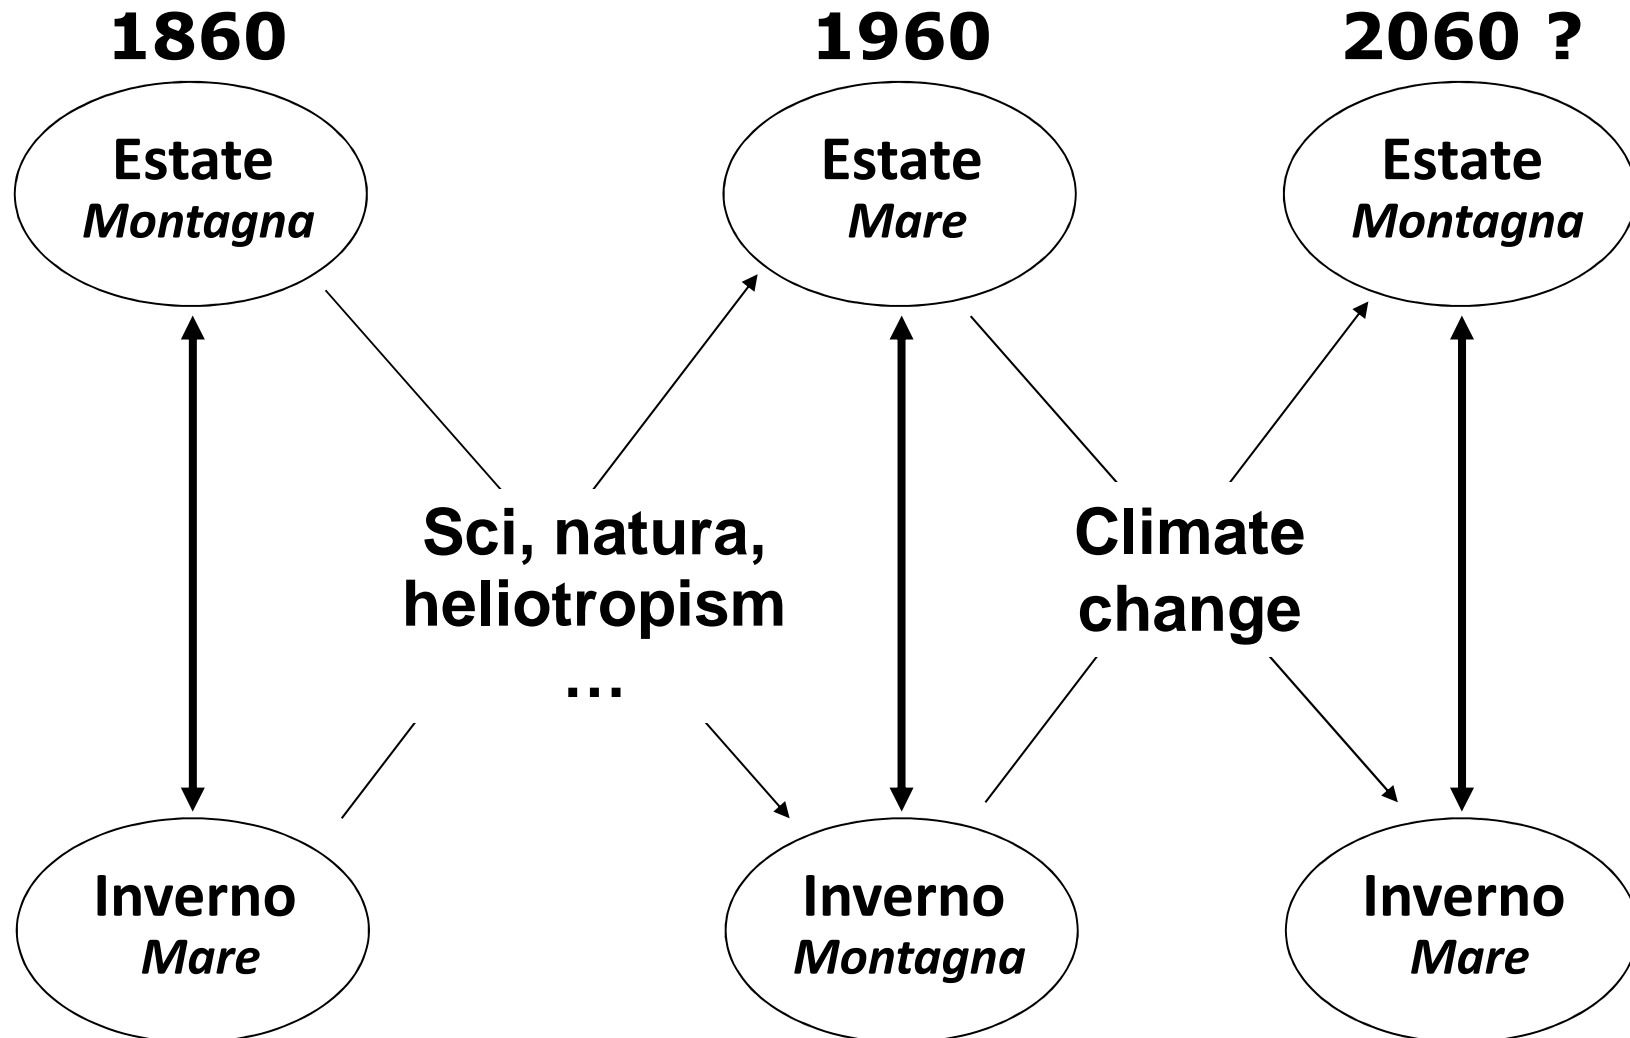 1860
1960
2060 ?
Estate
Montagna
Estate
Mare
Estate
Montagna
Sci, natura,
heliotropism
...
Climate
change
Inverno
Mare
Inverno
Montagna
Inverno
Mare